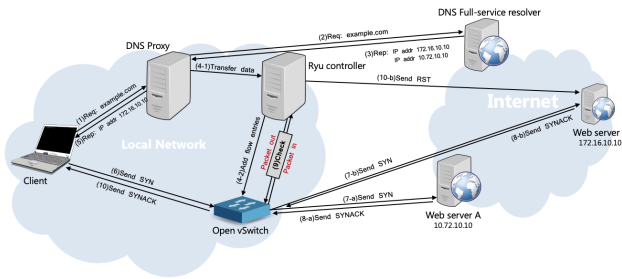 DNS Full-service resolver
(2)Req: example.com
DNS Proxy
(3)Rep: IP addr 172.16.10.10
IP addr 10.72.10.10
Ryu controller
(4-1)Transfer data
(10-b)Send RST
(1)Req: example.com
(5)Rep: IP addr 172.16.10.10
Internet
Local Network
(8-b)Send SYNACK
Web server
172.16.10.10
(4-2)Add flow entries
Packet out
(9)Check
Packet in
(7-b)Send SYN
Client
(6)Send SYN
(10)Send SYNACK
(7-a)Send SYN
(8-a)Send SYNACK
Open vSwitch
Web server A
10.72.10.10